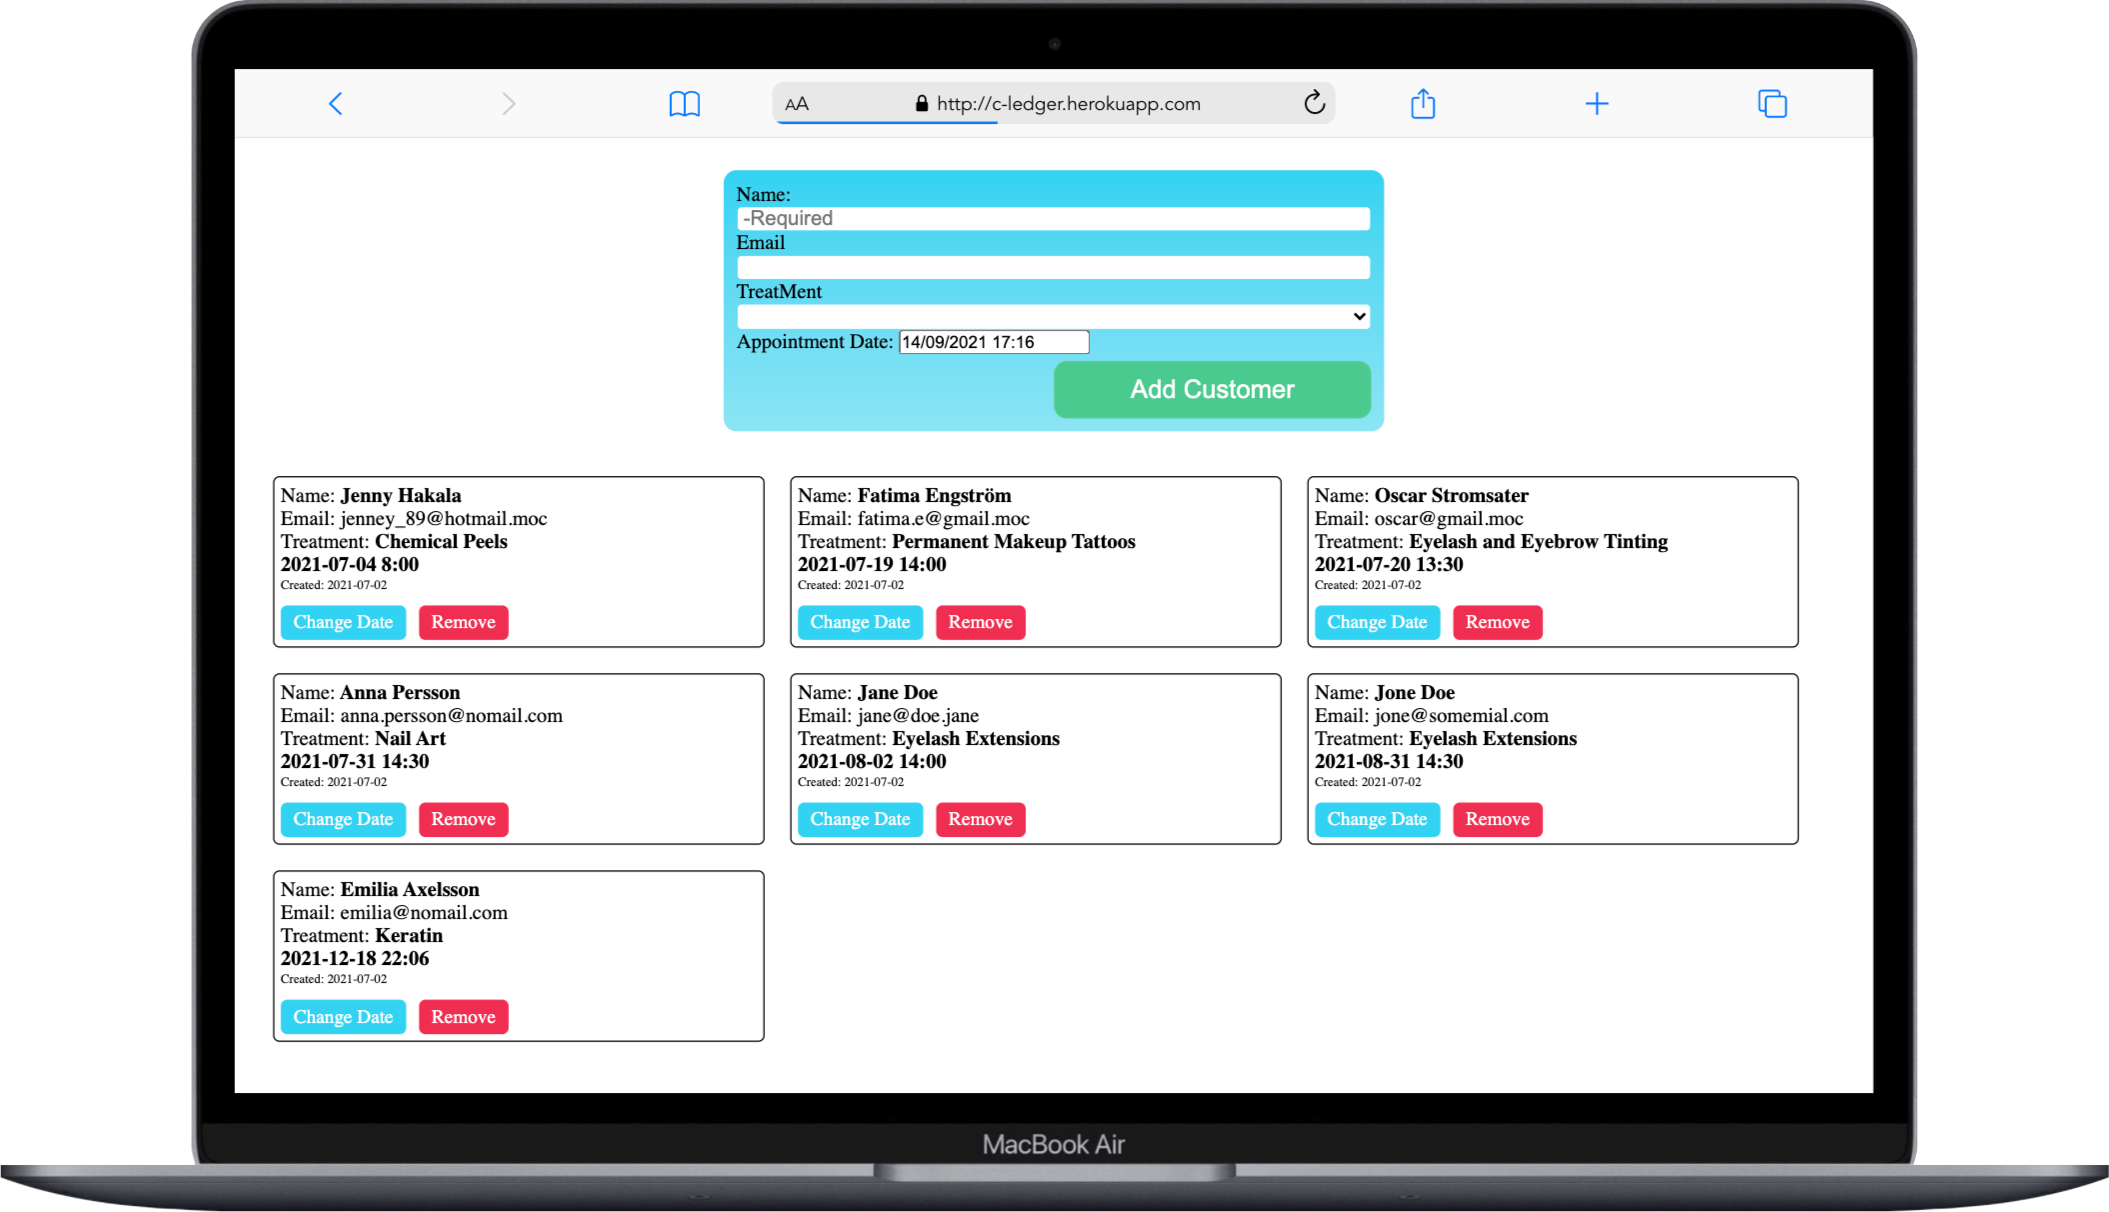 AA http://c-ledger.herokuapp.com
Name:
-Required
Email
TreatMent
Appointment Date: 14/09/2021 17:16
Add Customer
Name: Jenny Hakala
Email: jenney_89@hotmail.moc
Treatment: Chemical Peels
2021-07-04 8:00
Created: 2021-07-02
Change Date Remove
Name: Fatima Engström
Email: fatima.e@gmail.moc
Treatment: Permanent Makeup Tattoos
2021-07-19 14:00
Created: 2021-07-02
Change Date Remove
Name: Oscar Stromsater
Email: oscar@gmail.moc
Treatment: Eyelash and Eyebrow Tinting
2021-07-20 13:30
Created: 2021-07-02
Change Date Remove
Name: Anna Persson
Email: anna.persson@nomail.com
Treatment: Nail Art
2021-07-31 14:30
Created: 2021-07-02
Change Date Remove
Name: Jane Doe
Email: jane@doe.jane
Treatment: Eyelash Extensions
2021-08-02 14:00
Created: 2021-07-02
Change Date Remove
Name: Jone Doe
Email: jone@somemial.com
Treatment: Eyelash Extensions
2021-08-31 14:30
Created: 2021-07-02
Change Date Remove
Name: Emilia Axelsson
Email: emilia@nomail.com
Treatment: Keratin
2021-12-18 22:06
Created: 2021-07-02
Change Date Remove
MacBook Air